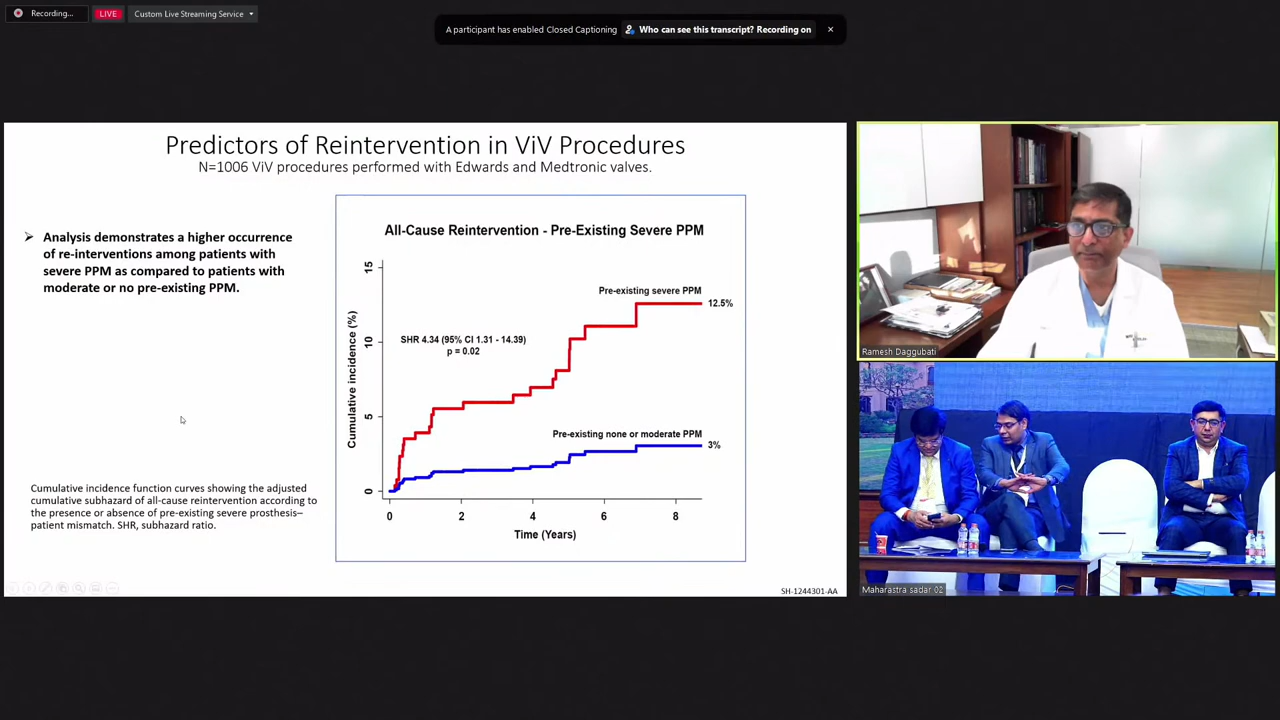 Recording...
LIVE
Custom Live Streaming Service
A participant has enabled Closed Captioning
Who can see this transcript? Recording on
Predictors of Reintervention in ViV Procedures
N=1006 ViV procedures performed with Edwards and Medtronic valves.
Analysis demonstrates a higher occurrence
of re-interventions among patients with
severe PPM as compared to patients with
moderate or no pre-existing PPM.
Cumulative incidence function curves showing the adjusted
cumulative subhazard of all-cause reintervention according to
the presence or absence of pre-existing severe prosthesis–
patient mismatch. SHR, subhazard ratio.
All-Cause Reintervention - Pre-Existing Severe PPM
Cumulative incidence (%)
15
10
5
0
Pre-existing severe PPM
12.5%
SHR 4.34 (95% CI 1.31 - 14.39)
p = 0.02
Pre-existing none or moderate PPM
3%
0 2 4 6 8
Time (Years)
SH-1244301-AA
Ramesh Daggubati
Maharastra sadar 02